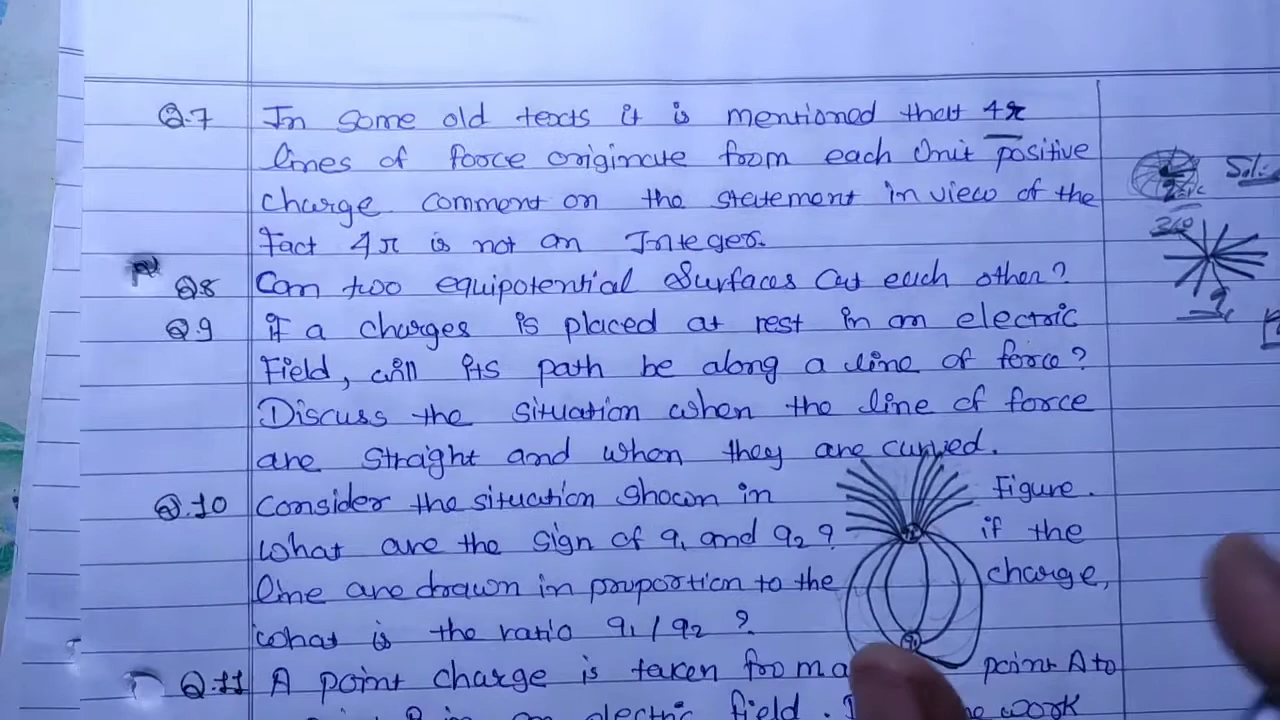 Q.7 In some old texts it is mentioned that 4π
lines of force originate from each Unit positive
charge. comment on the statement in view of the
Fact 4π is not an Integer.
Q.8 Can two equipotential Surfaces Cut each other?
Q.9 if a charges is placed at rest in an electric
Field, will its path be along a line of force?
Discuss the situation when the line of force
are Straight and when they are curved.
Q.10 Consider the situation Shown in Figure.
What are the sign of q1 and q2? if the
line are drawn in proportion to the charge,
What is the ratio q1/q2?
Q.11 A point charge is taken from a point A to
in an electric field. work
Sol:-
360
q2
q1